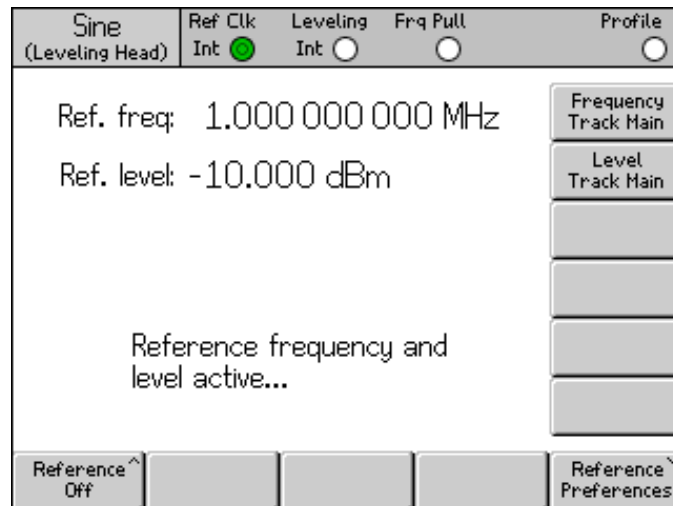 Sine
(Leveling Head)
Ref Clk
Int
Leveling
Int
Frq Pull
Profile
Ref. freq: 1.000 000 000 MHz
Ref. level: -10.000 dBm
Frequency
Track Main
Level
Track Main
Reference frequency and
level active...
Reference^
Off
Reference
Preferences